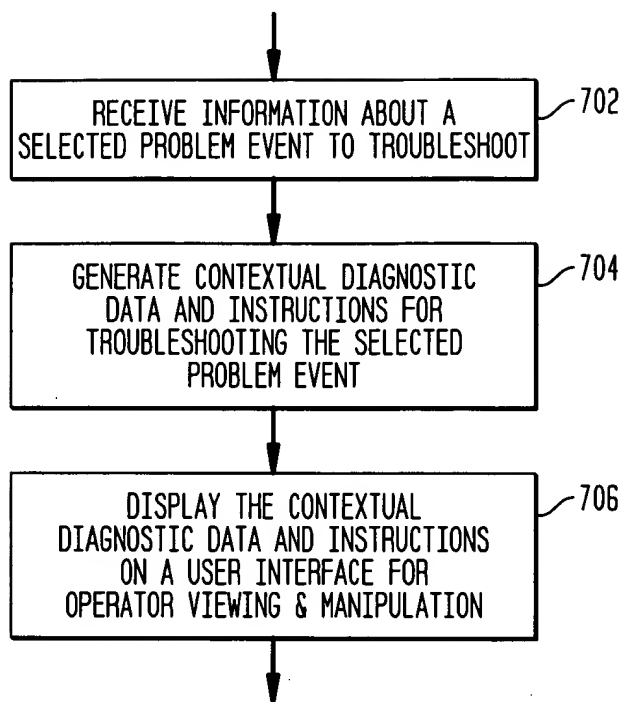 RECEIVE INFORMATION ABOUT A
SELECTED PROBLEM EVENT TO TROUBLESHOOT
702
GENERATE CONTEXTUAL DIAGNOSTIC
DATA AND INSTRUCTIONS FOR
TROUBLESHOOTING THE SELECTED
PROBLEM EVENT
704
DISPLAY THE CONTEXTUAL
DIAGNOSTIC DATA AND INSTRUCTIONS
ON A USER INTERFACE FOR
OPERATOR VIEWING & MANIPULATION
706